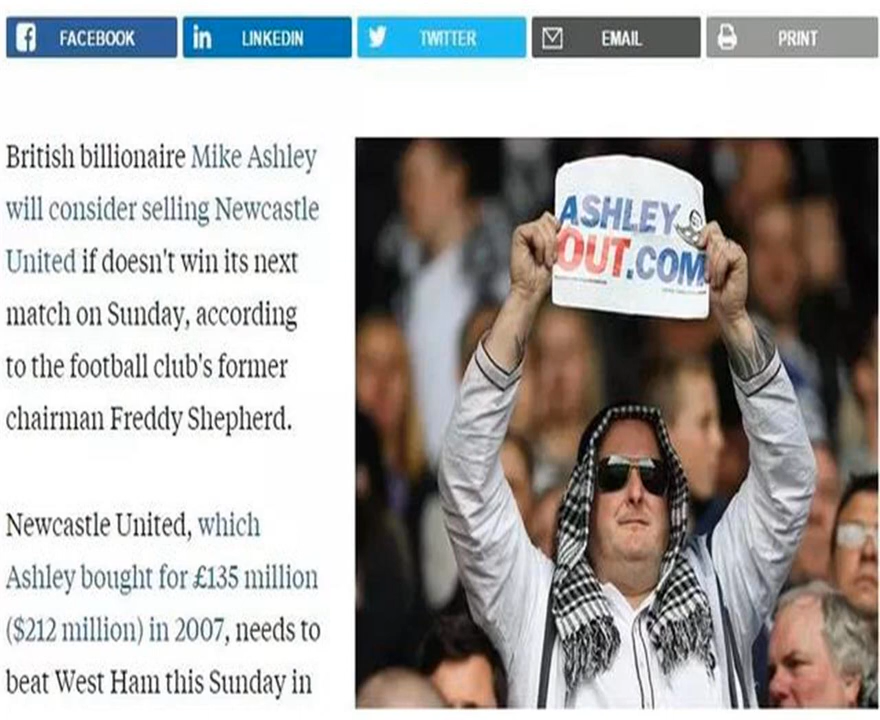 FACEBOOK
LINKEDIN
TWITTER
EMAIL
PRINT
British billionaire Mike Ashley
will consider selling Newcastle
United if doesn't win its next
match on Sunday, according
to the football club's former
chairman Freddy Shepherd.
Newcastle United, which
Ashley bought for £135 million
($212 million) in 2007, needs to
beat West Ham this Sunday in
ASHLEY
OUT.COM